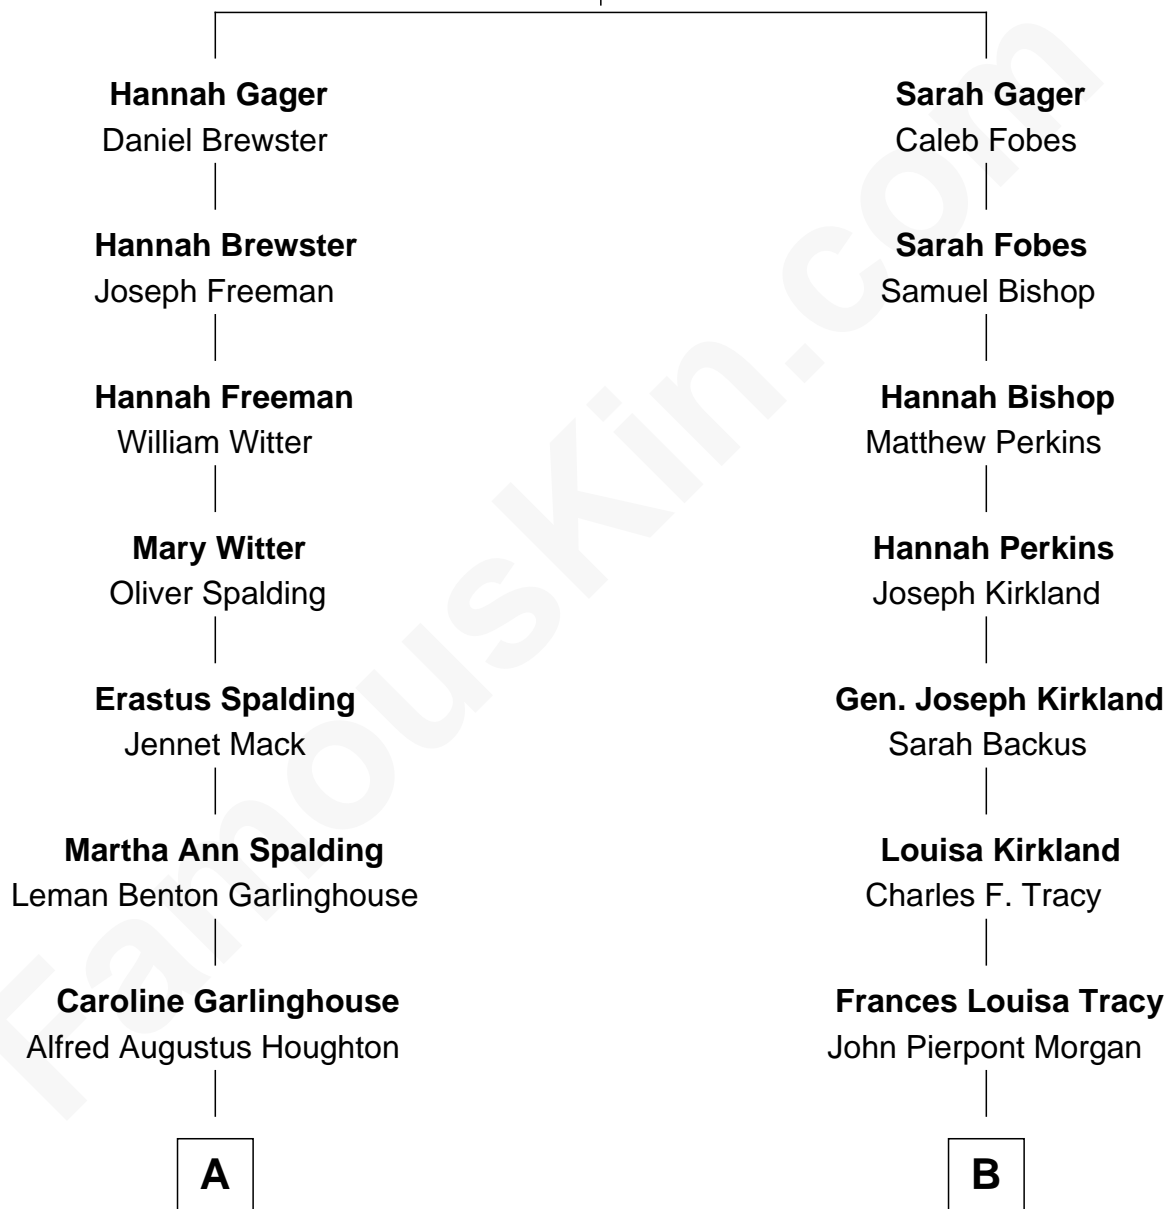 Hannah Gager
Daniel Brewster
Hannah Brewster
Joseph Freeman
Hannah Freeman
William Witter
Mary Witter
Oliver Spalding
Erastus Spalding
Jennet Mack
Martha Ann Spalding
Leman Benton Garlinghouse
Caroline Garlinghouse
Alfred Augustus Houghton
A
Sarah Gager
Caleb Fobes
Sarah Fobes
Samuel Bishop
Hannah Bishop
Matthew Perkins
Hannah Perkins
Joseph Kirkland
Gen. Joseph Kirkland
Sarah Backus
Louisa Kirkland
Charles F. Tracy
Frances Louisa Tracy
John Pierpont Morgan
B
FamousKin.com